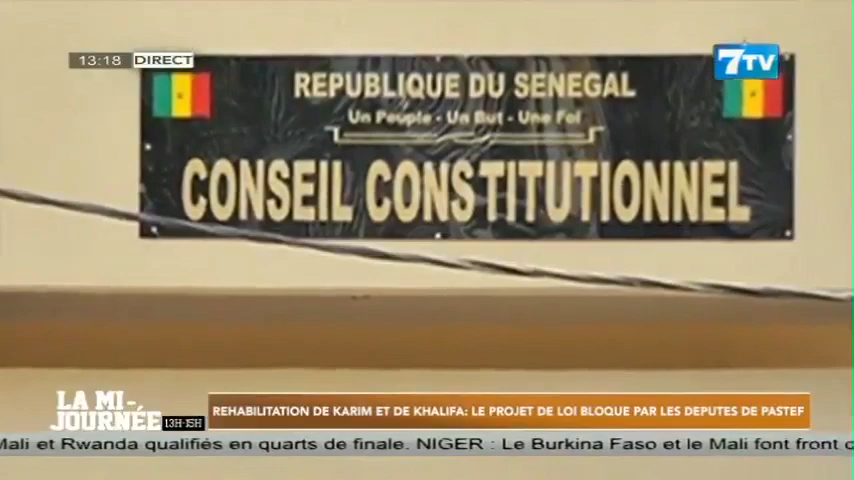 13:18 DIRECT
7TV
REPUBLIQUE DU SENEGAL
Un Peuple - Un But - Une Foi
CONSEIL CONSTITUTIONNEL
LA MI-
JOURNÉE 13H-15H
REHABILITATION DE KARIM ET DE KHALIFA: LE PROJET DE LOI BLOQUE PAR LES DEPUTES DE PASTEF
Mali et Rwanda qualifiés en quarts de finale. NIGER : Le Burkina Faso et le Mali font front